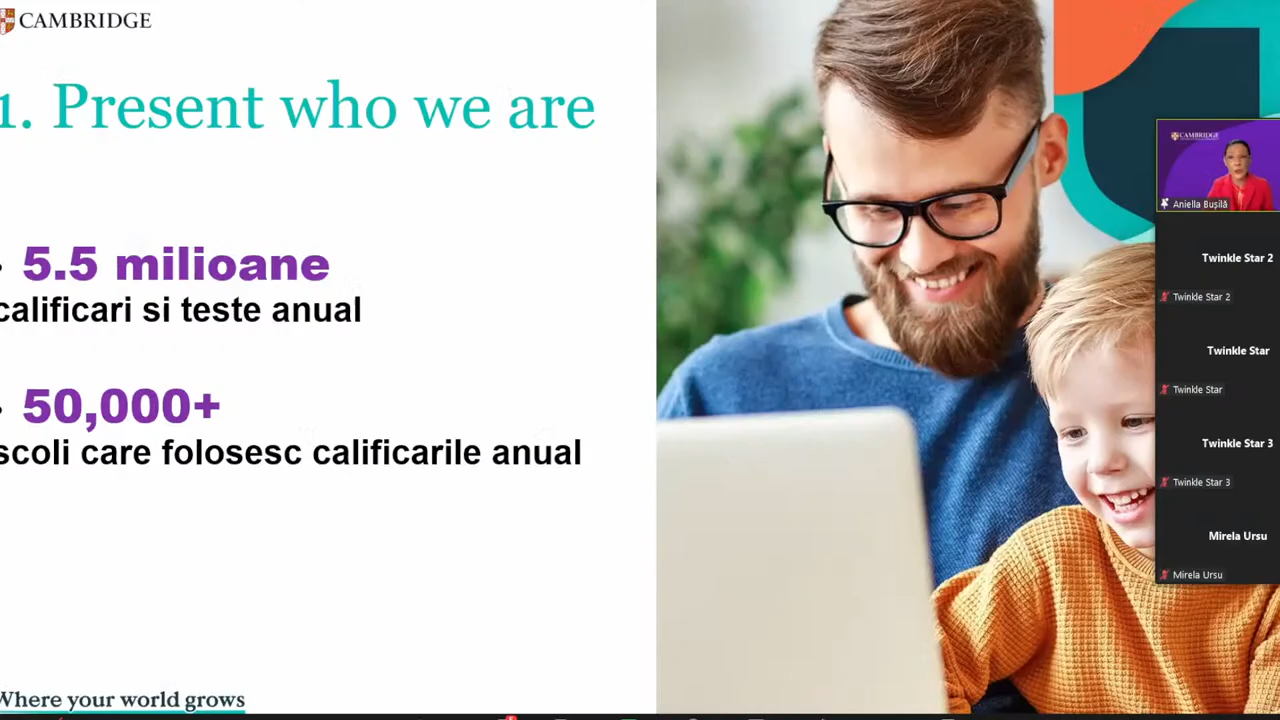 CAMBRIDGE
1. Present who we are
5.5 milioane
calificari si teste anual
50,000+
scoli care folosesc calificarile anual
Where your world grows
CAMBRIDGE
Aniella Bușilă
Twinkle Star 2
Twinkle Star 2
Twinkle Star
Twinkle Star
Twinkle Star 3
Twinkle Star 3
Mirela Ursu
Mirela Ursu